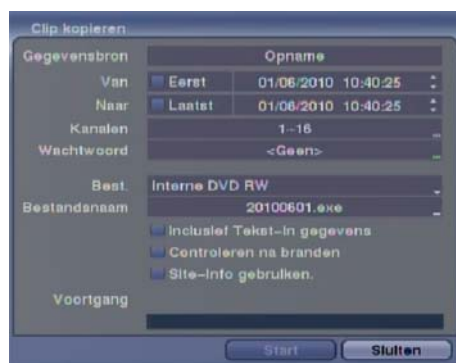 Clip kopieren
Gegevensbron Opname
Van Eerst 01/06/2010 10:40:25
Naar Laatst 01/06/2010 10:40:25
Kanalen 1~16
Wachtwoord <Geen>
Best. Interne DVD RW
Bestandsnaam 20100601.exe
Inclusief Tekst-In gegevens
Controleren na branden
Site-Info gebruiken.
Voortgang
Start Sluiten